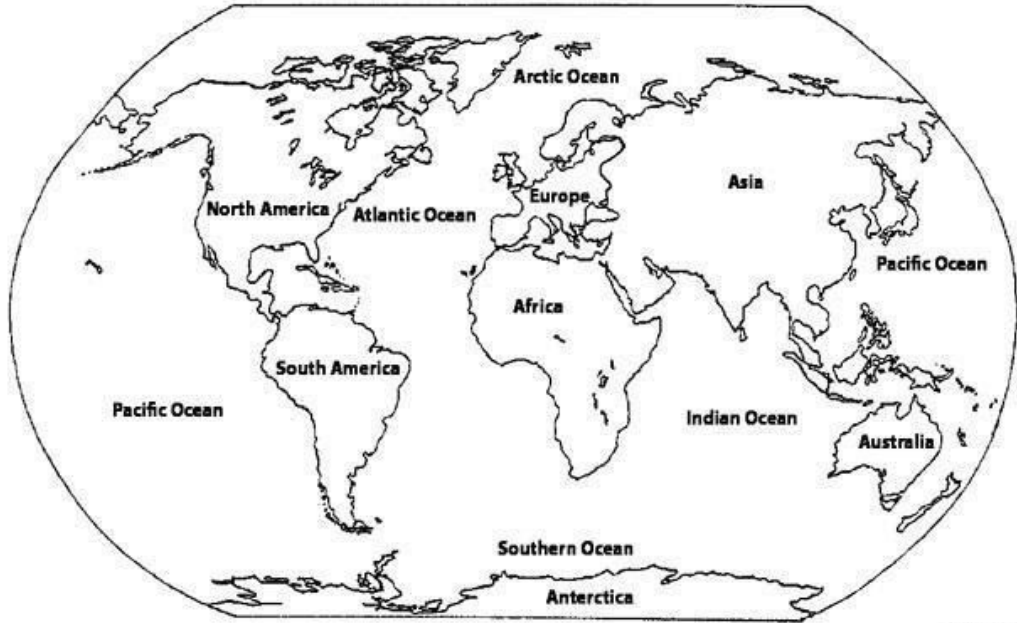 Arctic Ocean
Asia
Europe
North America
Atlantic Ocean
Pacific Ocean
Africa
South America
Pacific Ocean
Indian Ocean
Australia
Southern Ocean
Anterctica